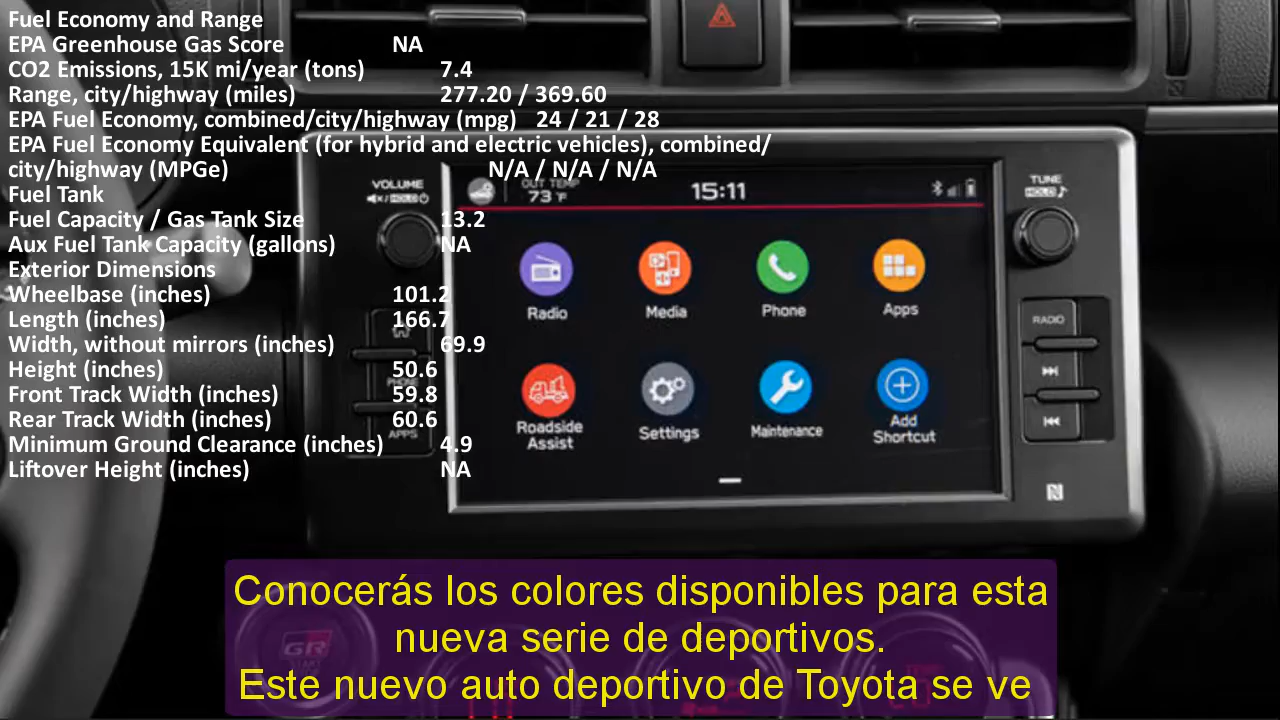 Fuel Economy and Range
EPA Greenhouse Gas Score NA
CO2 Emissions, 15K mi/year (tons) 7.4
Range, city/highway (miles) 277.20 / 369.60
EPA Fuel Economy, combined/city/highway (mpg) 24 / 21 / 28
EPA Fuel Economy Equivalent (for hybrid and electric vehicles), combined/
city/highway (MPGe) N/A / N/A / N/A
Fuel Tank
Fuel Capacity / Gas Tank Size 13.2
Aux Fuel Tank Capacity (gallons) NA
Exterior Dimensions
Wheelbase (inches) 101.2
Length (inches) 166.7
Width, without mirrors (inches) 69.9
Height (inches) 50.6
Front Track Width (inches) 59.8
Rear Track Width (inches) 60.6
Minimum Ground Clearance (inches) 4.9
Liftover Height (inches) NA
VOLUME
HOLD
OUT TEMP
73°F
15:11
TUNE
HOLD
Radio Media Phone Apps
RADIO
PHONE
APPS
Roadside
Assist
Settings
Maintenance
Add
Shortcut
GR
Conocerás los colores disponibles para esta
nueva serie de deportivos.
Este nuevo auto deportivo de Toyota se ve